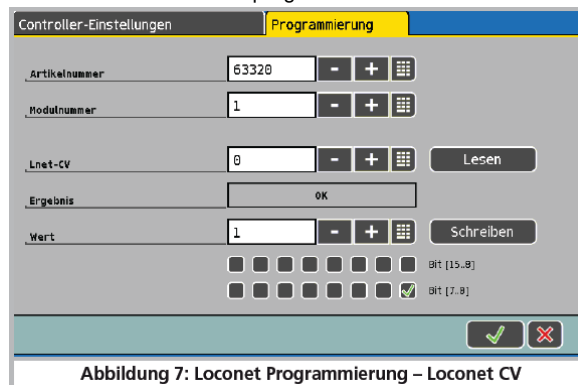 Controller-Einstellungen Programmierung
Artikelnummer 63320 - +
Modulnummer 1 - +
Lnet-CV 0 - + Lesen
Ergebnis OK
Wert 1 - + Schreiben
Bit [15..8]
Bit [7..0]
Abbildung 7: Loconet Programmierung – Loconet CV